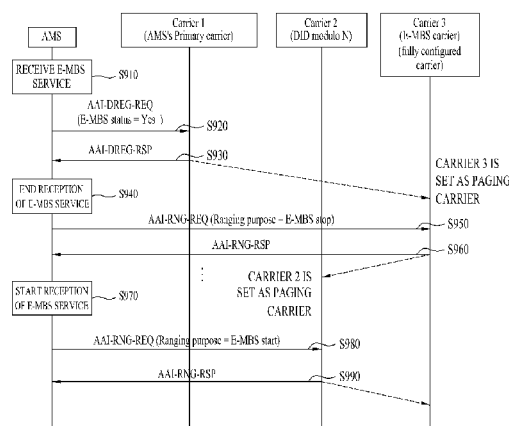 Carrier 1
(AMS's Primary carrier)
Carrier 2
(DID modulo N)
Carrier 3
(Is-MBS carrier)
(fully configured
carrier)
AMS
RECEIVE E-MBS
SERVICE
S910
AAI-DREG-REQ
(E-MBS status = Yes )
S920
AAI-DREG-RSP
S930
CARRIER 3 IS
SET AS PAGING
CARRIER
END RECEPTION
OF E-MBS SERVICE
S940
AAI-RNG-REQ (Ranging purpose = E-MBS stop)
S950
AAI-RNG-RSP
S960
CARRIER 2 IS
SET AS PAGING
CARRIER
START RECEPTION
OF E-MBS SERVICE
S970
AAI-RNG-REQ (Ranging purpose = E-MBS start)
S980
AAI-RNG-RSP
S990